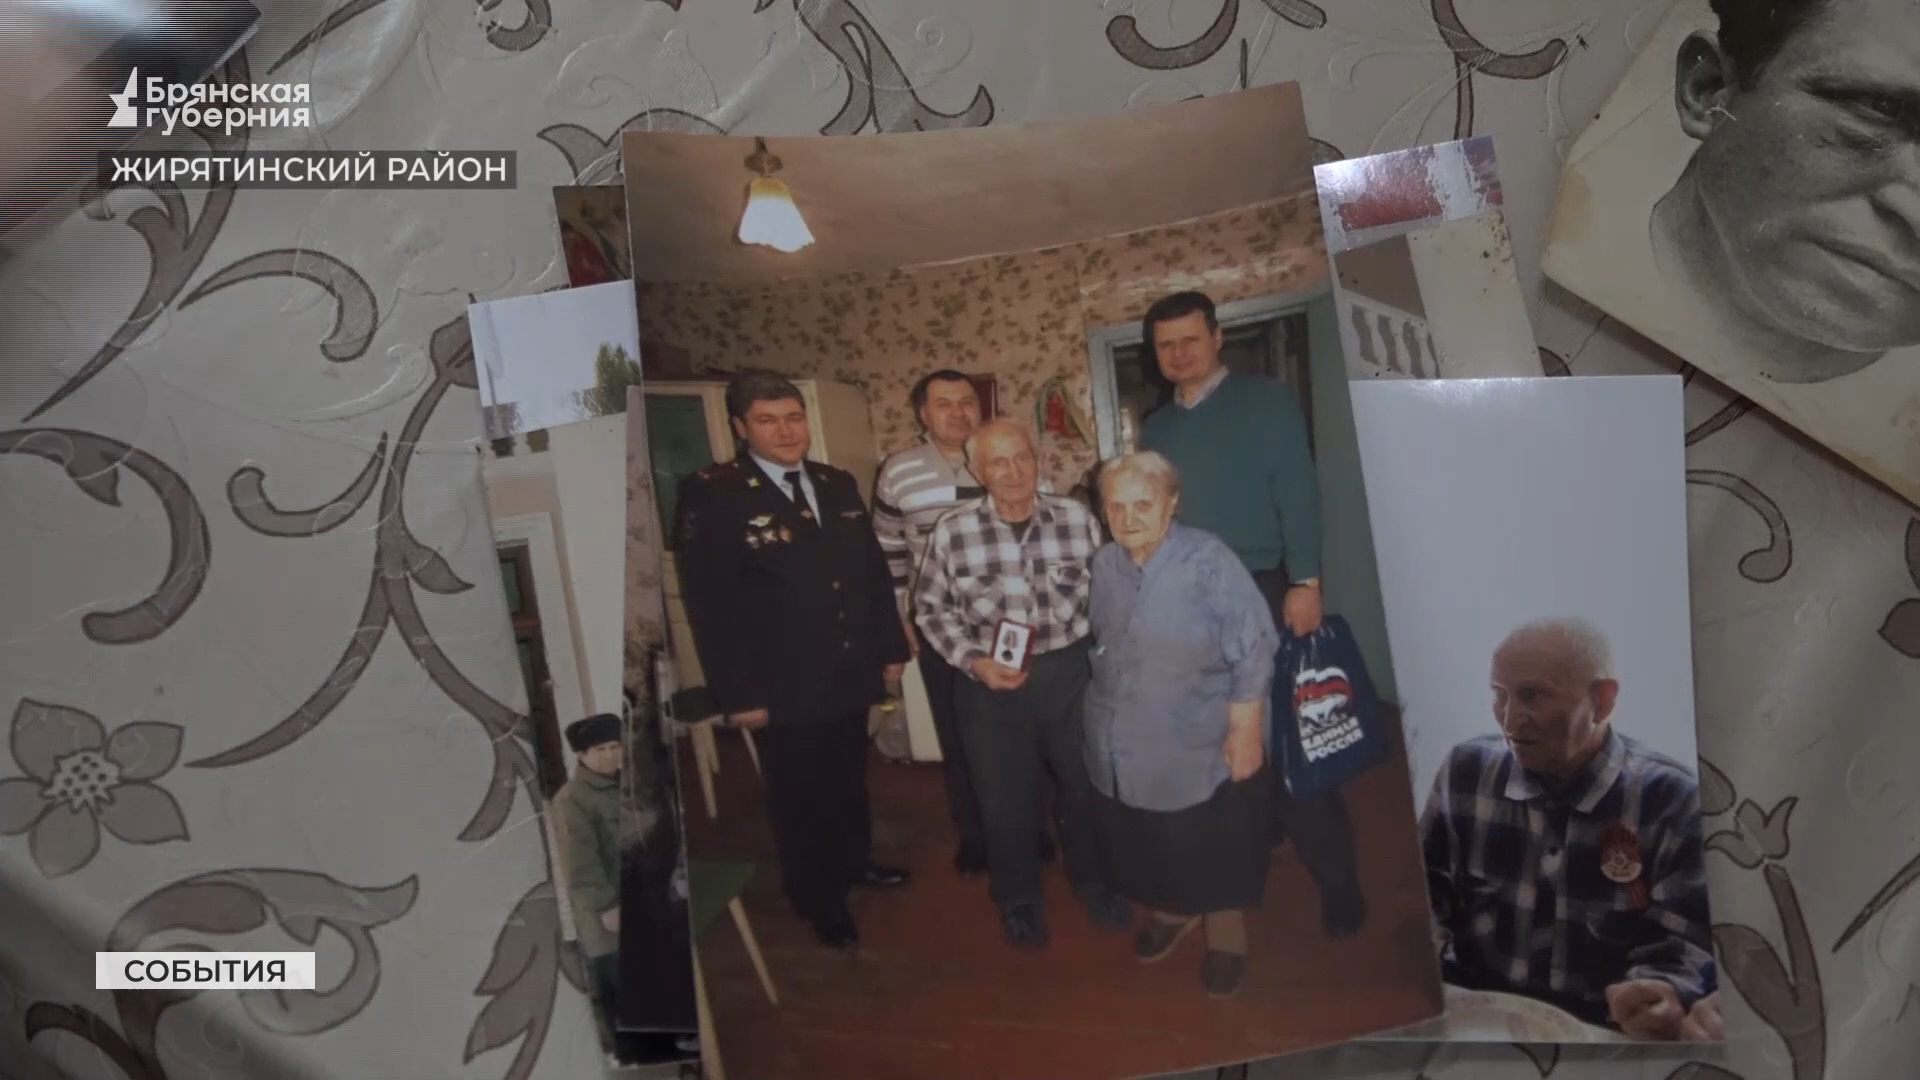 Брянская
губерния
ЖИРЯТИНСКИЙ РАЙОН
ЕДИНАЯ
РОССИЯ
СОБЫТИЯ